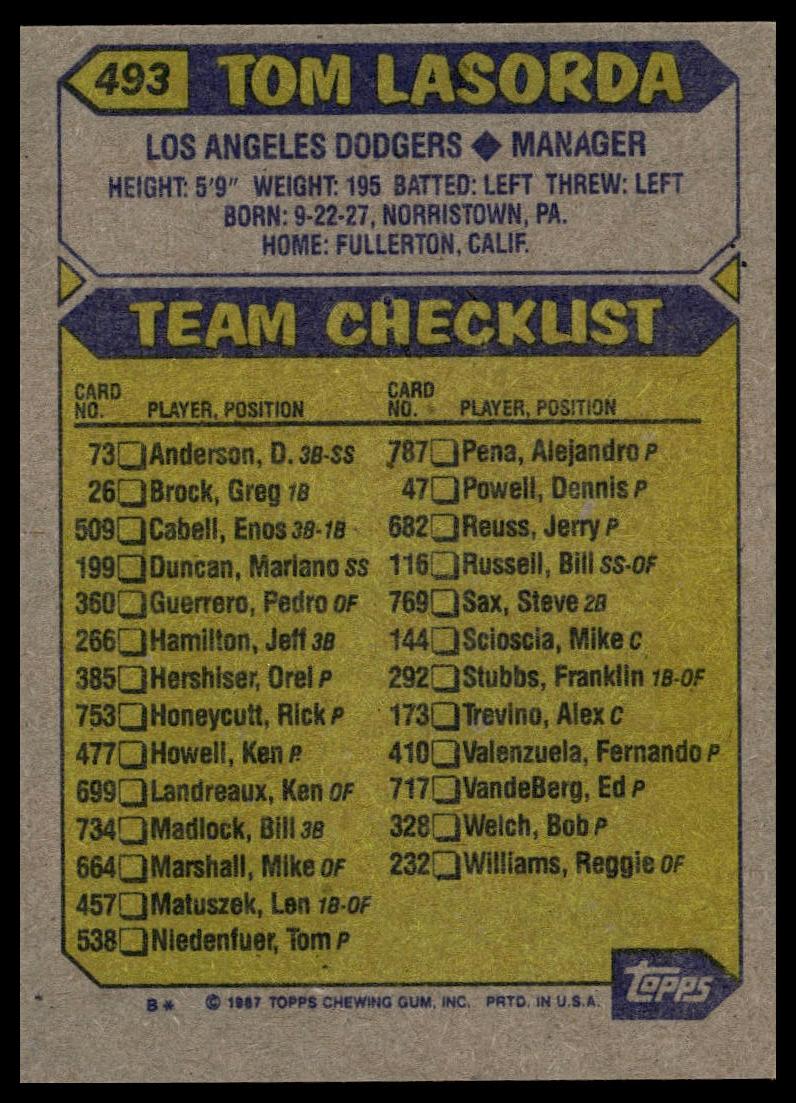 493 TOM LASORDA
LOS ANGELES DODGERS ◆ MANAGER
HEIGHT: 5'9" WEIGHT: 195 BATTED: LEFT THREW: LEFT
BORN: 9-22-27, NORRISTOWN, PA.
HOME: FULLERTON, CALIF.
TEAM CHECKLIST
CARD
NO. PLAYER, POSITION
73 Anderson, D. 3B-SS
26 Brock, Greg 1B
509 Cabell, Enos 3B-1B
199 Duncan, Mariano SS
360 Guerrero, Pedro OF
266 Hamilton, Jeff 3B
385 Hershiser, Orel P
753 Honeycutt, Rick P
477 Howell, Ken P
699 Landreaux, Ken OF
734 Madlock, Bill 3B
664 Marshall, Mike OF
457 Matuszek, Len 1B-OF
538 Niedenfuer, Tom P
CARD
NO. PLAYER, POSITION
787 Pena, Alejandro P
47 Powell, Dennis P
682 Reuss, Jerry P
116 Russell, Bill SS-OF
769 Sax, Steve 2B
144 Scioscia, Mike C
292 Stubbs, Franklin 1B-OF
173 Trevino, Alex C
410 Valenzuela, Fernando P
717 VandeBerg, Ed P
328 Welch, Bob P
232 Williams, Reggie OF
topps
B* © 1987 TOPPS CHEWING GUM, INC. PRTD. IN U.S.A.